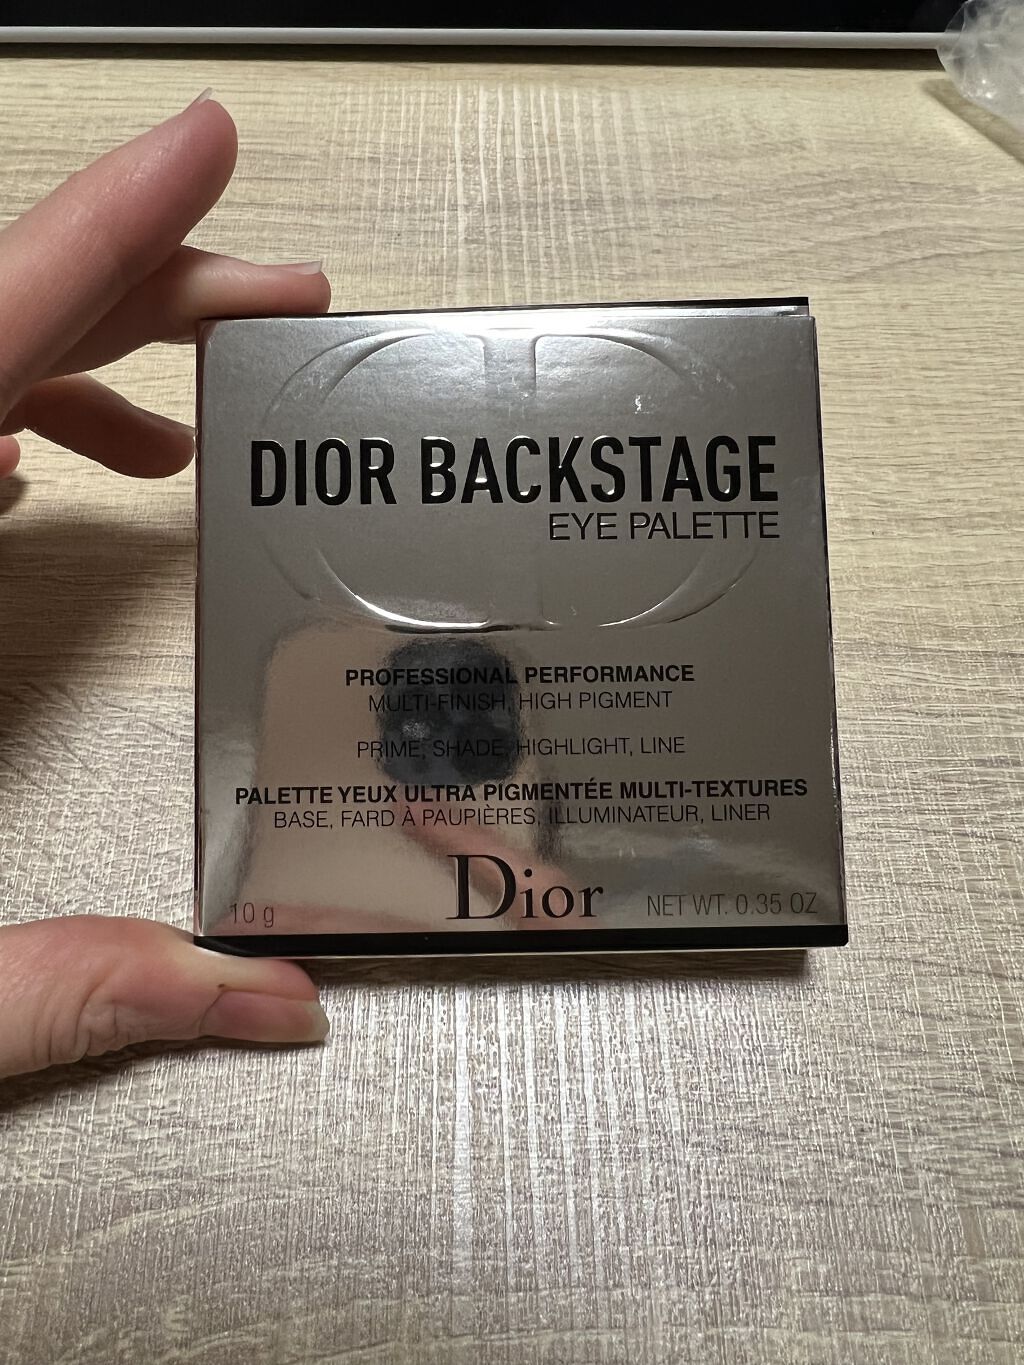 DIOR BACKSTAGE
EYE PALETTE
PROFESSIONAL PERFORMANCE
MULTI-FINISH, HIGH PIGMENT
PRIME, SHADE, HIGHLIGHT, LINE
PALETTE YEUX ULTRA PIGMENTÉE MULTI-TEXTURES
BASE, FARD À PAUPIÈRES, ILLUMINATEUR, LINER
Dior
10 g
NET WT. 0.35 OZ